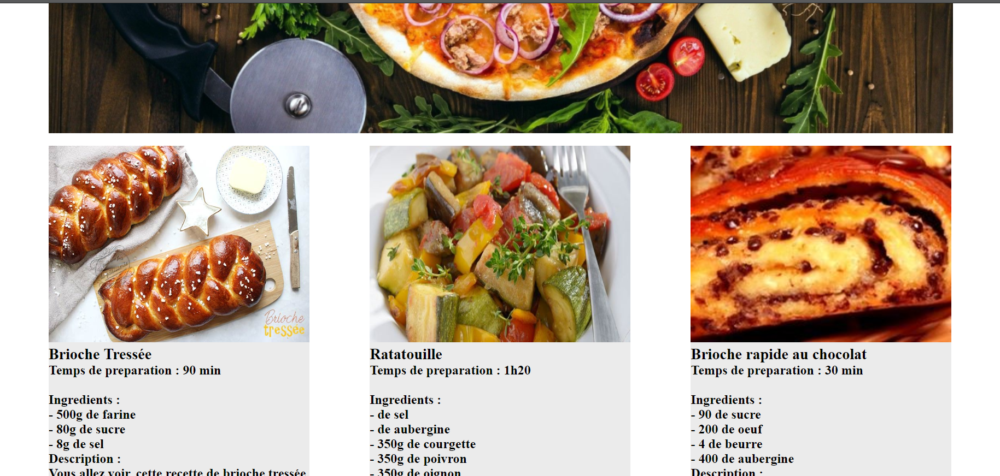 Brioche
tressée
Brioche Tressée
Temps de preparation : 90 min
Ingredients :
- 500g de farine
- 80g de sucre
- 8g de sel
Description :
Vous allez voir, cette recette de brioche tressée
Ratatouille
Temps de preparation : 1h20
Ingredients :
- de sel
- de aubergine
- 350g de courgette
- 350g de poivron
- 350g de oignon
Brioche rapide au chocolat
Temps de preparation : 30 min
Ingredients :
- 90 de sucre
- 200 de oeuf
- 4 de beurre
- 400 de aubergine
Description :